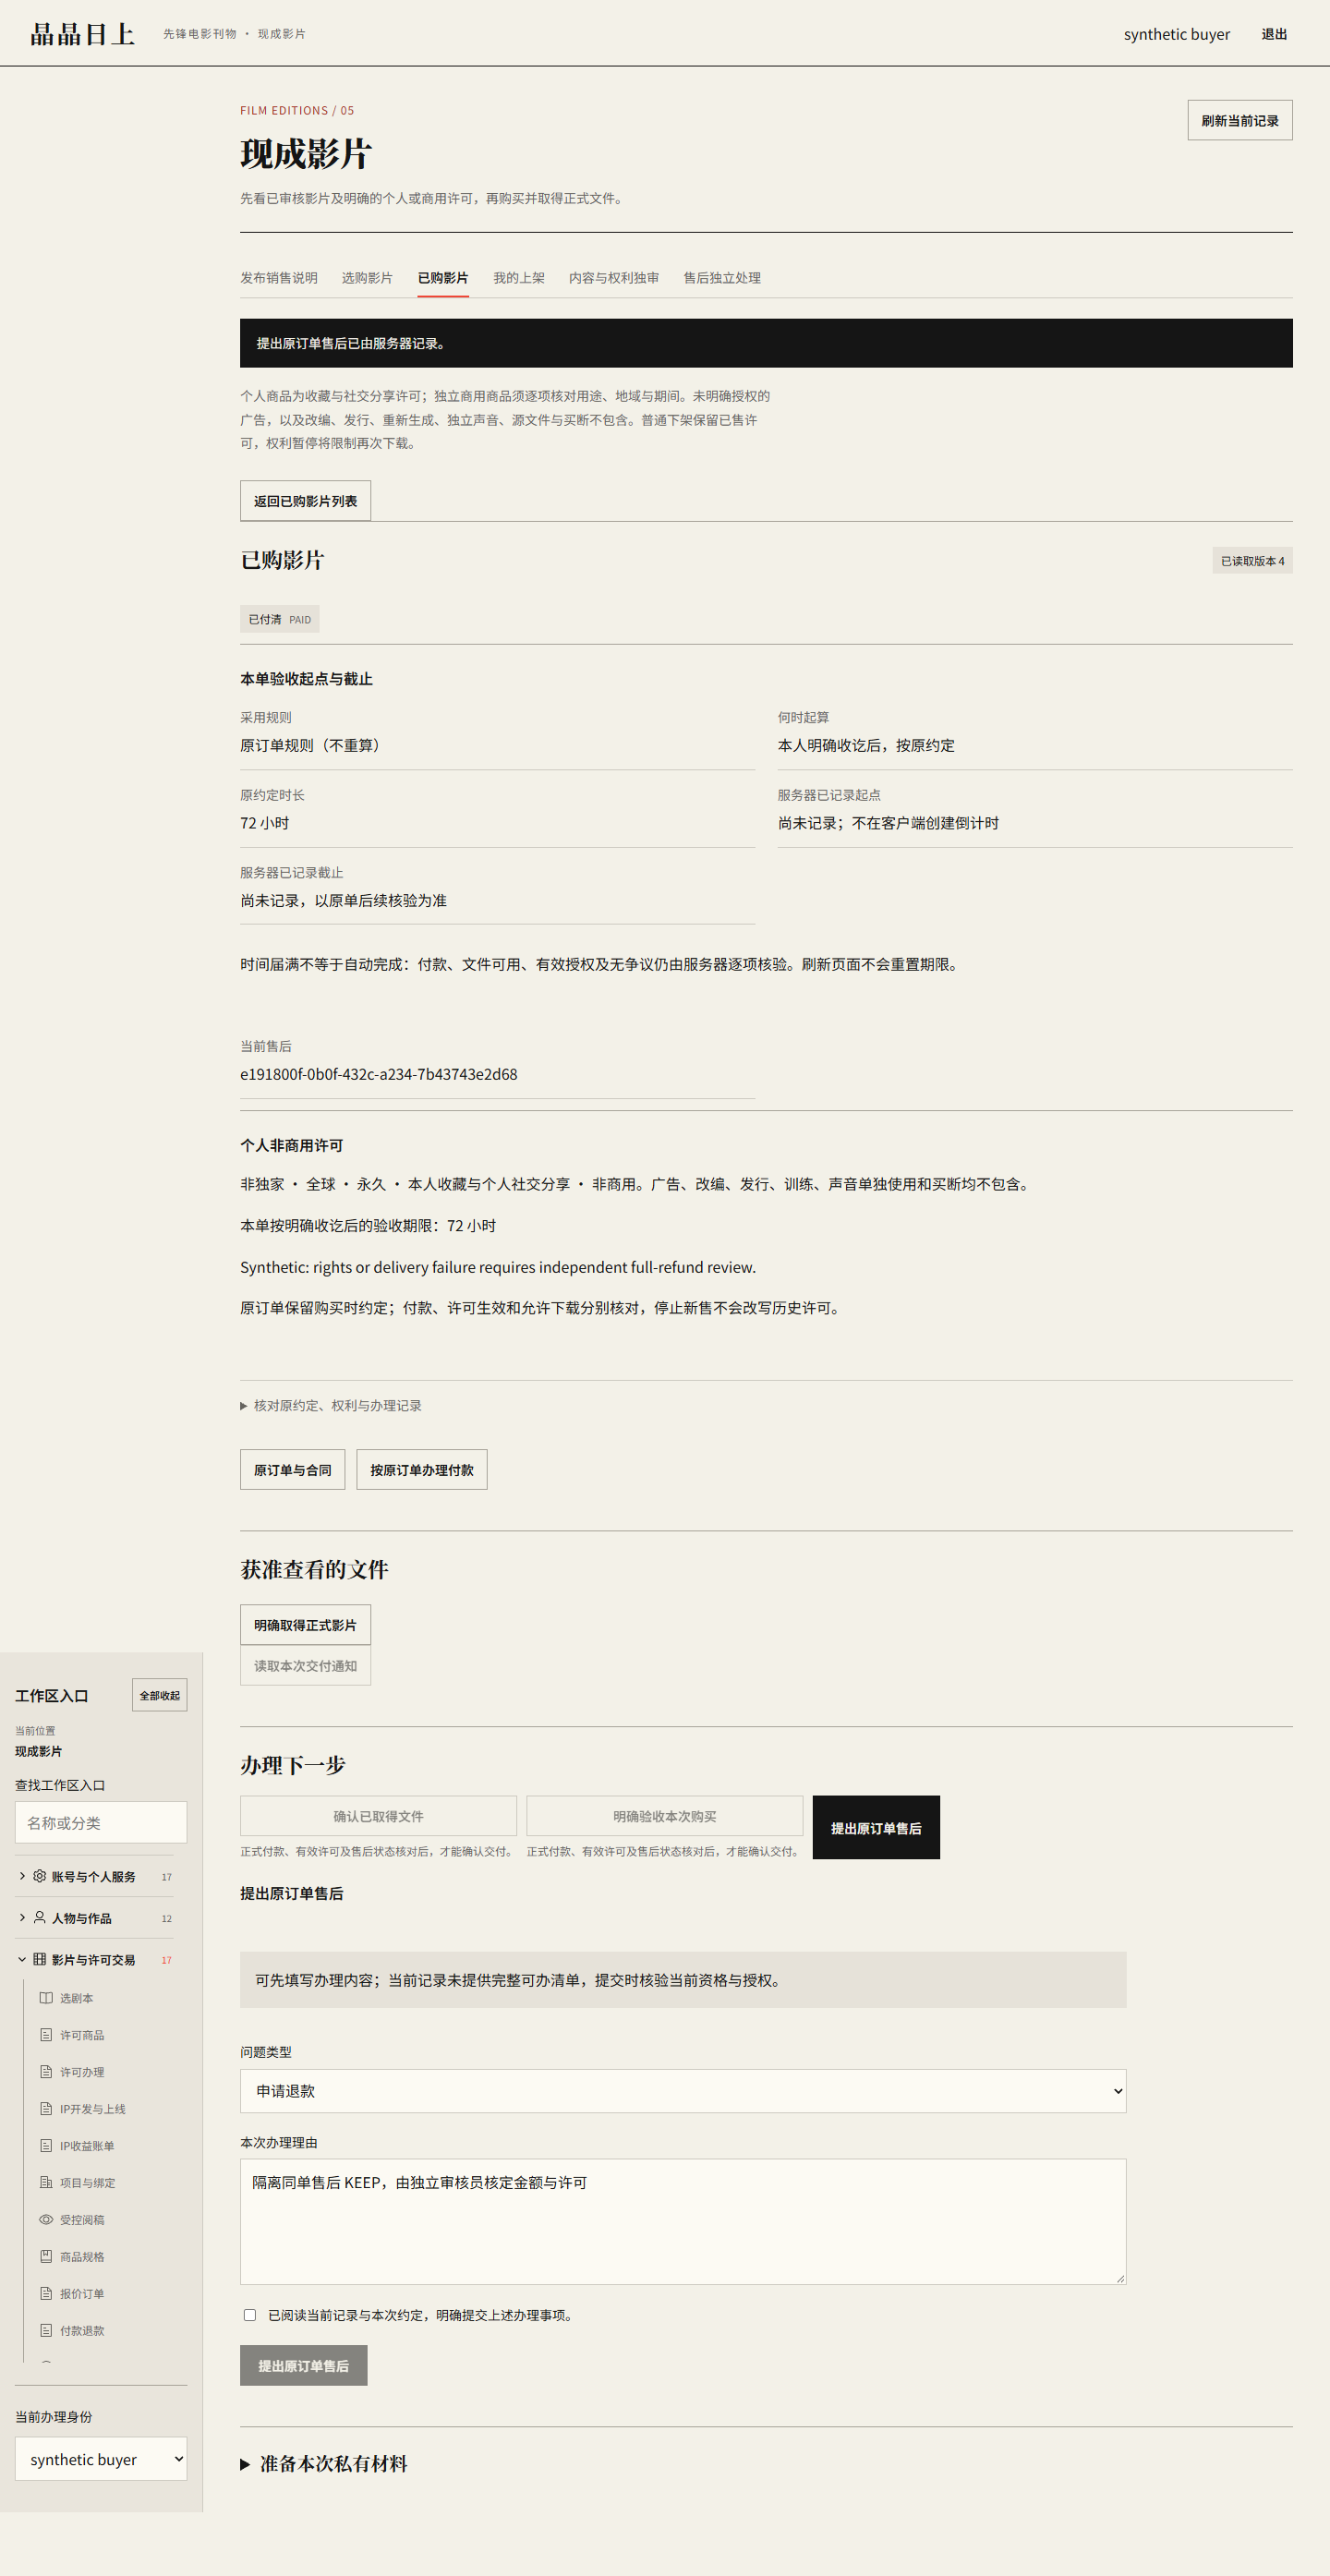 晶晶日上
先锋电影刊物 · 现成影片
synthetic buyer
退出
FILM EDITIONS / 05
刷新当前记录
现成影片
先看已审核影片及明确的个人或商用许可，再购买并取得正式文件。
发布销售说明 选购影片 已购影片 我的上架 内容与权利独审 售后独立处理
提出原订单售后已由服务器记录。
个人商品为收藏与社交分享许可；独立商用商品须逐项核对用途、地域与期间。未明确授权的
广告，以及改编、发行、重新生成、独立声音、源文件与买断不包含。普通下架保留已售许
可，权利暂停将限制再次下载。
返回已购影片列表
已购影片
已读取版本 4
已付清 PAID
本单验收起点与截止
采用规则
原订单规则（不重算）
何时起算
本人明确收讫后，按原约定
原约定时长
72 小时
服务器已记录起点
尚未记录；不在客户端创建倒计时
服务器已记录截止
尚未记录，以原单后续核验为准
时间届满不等于自动完成：付款、文件可用、有效授权及无争议仍由服务器逐项核验。刷新页面不会重置期限。
当前售后
e191800f-0b0f-432c-a234-7b43743e2d68
个人非商用许可
非独家 · 全球 · 永久 · 本人收藏与个人社交分享 · 非商用。广告、改编、发行、训练、声音单独使用和买断均不包含。
本单按明确收讫后的验收期限：72 小时
Synthetic: rights or delivery failure requires independent full-refund review.
原订单保留购买时约定；付款、许可生效和允许下载分别核对，停止新售不会改写历史许可。
核对原约定、权利与办理记录
原订单与合同
按原订单办理付款
获准查看的文件
明确取得正式影片
读取本次交付通知
办理下一步
确认已取得文件
正式付款、有效许可及售后状态核对后，才能确认交付。
明确验收本次购买
正式付款、有效许可及售后状态核对后，才能确认交付。
提出原订单售后
提出原订单售后
可先填写办理内容；当前记录未提供完整可办清单，提交时核验当前资格与授权。
问题类型
申请退款
本次办理理由
隔离同单售后 KEEP，由独立审核员核定金额与许可
已阅读当前记录与本次约定，明确提交上述办理事项。
提出原订单售后
准备本次私有材料
工作区入口
全部收起
当前位置
现成影片
查找工作区入口
名称或分类
账号与个人服务 17
人物与作品 12
影片与许可交易 17
选剧本
许可商品
许可办理
IP开发与上线
IP收益账单
项目与绑定
受控阅稿
商品规格
报价订单
付款退款
当前办理身份
synthetic buyer